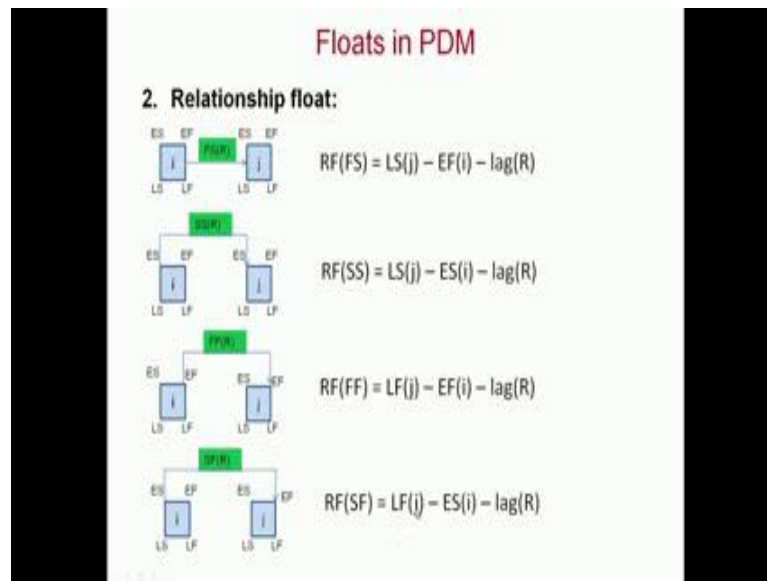 Floats in PDM
2. Relationship float:
ES EF ES EF
FS(R)
i j
LS LF LS LF
RF(FS) = LS(j) – EF(i) – lag(R)
SS(R)
ES EF ES EF
i j
LS LF LS LF
RF(SS) = LS(j) – ES(i) – lag(R)
FF(R)
ES EF ES EF
i j
LS LF LS LF
RF(FF) = LF(j) – EF(i) – lag(R)
SF(R)
ES EF ES EF
i j
LS LF LS LF
RF(SF) = LF(j) – ES(i) – lag(R)